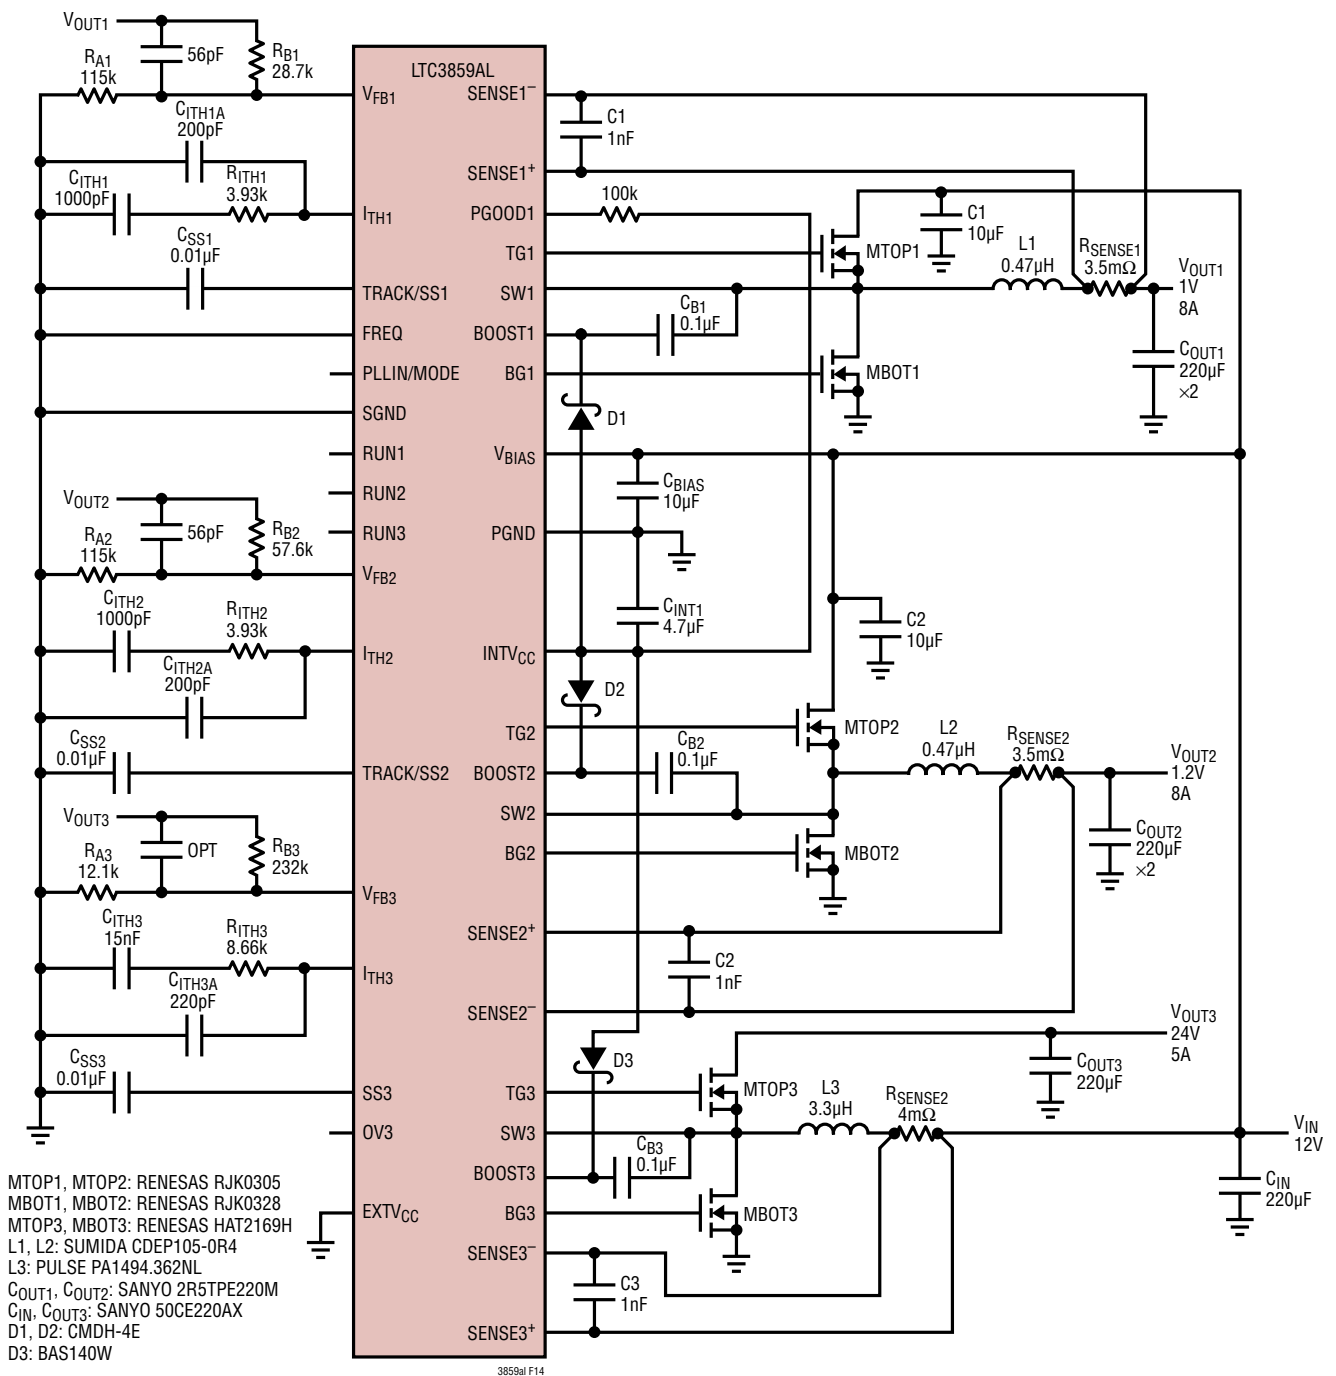 VOUT1
56pF
RB1
28.7k
RA1
115k
LTC3859AL
VFB1
SENSE1–
C1
1nF
CITH1A
200pF
SENSE1+
CITH1
1000pF
RITH1
3.93k
ITH1
PGOOD1
100k
C1
10µF
CSS1
0.01µF
TG1
MTOP1
L1
0.47µH
RSENSE1
3.5mΩ
VOUT1
1V
8A
TRACK/SS1
SW1
CB1
0.1µF
FREQ
BOOST1
COUT1
220µF
×2
PLLIN/MODE
BG1
MBOT1
SGND
D1
RUN1
VBIAS
CBIAS
10µF
RUN2
VOUT2
56pF
RB2
57.6k
RA2
115k
RUN3
PGND
VFB2
CITH2
1000pF
RITH2
3.93k
CINT1
4.7µF
C2
10µF
ITH2
INTVCC
CITH2A
200pF
D2
TG2
MTOP2
L2
0.47µH
RSENSE2
3.5mΩ
VOUT2
1.2V
8A
CSS2
0.01µF
TRACK/SS2
BOOST2
CB2
0.1µF
SW2
VOUT3
OPT
RB3
232k
RA3
12.1k
BG2
MBOT2
COUT2
220µF
×2
VFB3
CITH3
15nF
RITH3
8.66k
SENSE2+
C2
1nF
ITH3
CITH3A
220pF
SENSE2–
VOUT3
24V
5A
CSS3
0.01µF
D3
COUT3
220µF
SS3
TG3
MTOP3
L3
3.3µH
RSENSE2
4mΩ
OV3
SW3
VIN
12V
CB3
0.1µF
BOOST3
CIN
220µF
EXTVCC
BG3
MBOT3
SENSE3–
C3
1nF
SENSE3+
MTOP1, MTOP2: RENESAS RJK0305
MBOT1, MBOT2: RENESAS RJK0328
MTOP3, MBOT3: RENESAS HAT2169H
L1, L2: SUMIDA CDEP105-0R4
L3: PULSE PA1494.362NL
COUT1, COUT2: SANYO 2R5TPE220M
CIN, COUT3: SANYO 50CE220AX
D1, D2: CMDH-4E
D3: BAS140W
3859al F14